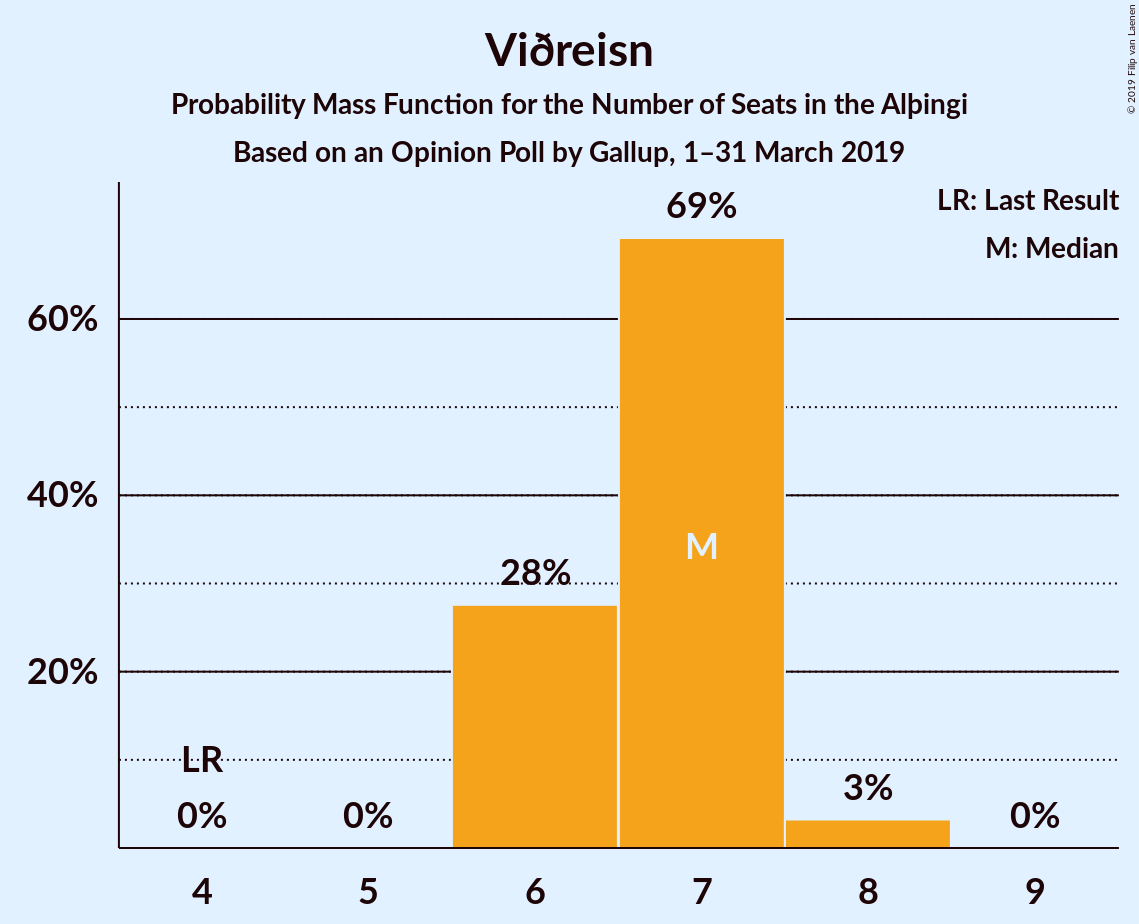 Viðreisn
Probability Mass Function for the Number of Seats in the Alþingi
Based on an Opinion Poll by Gallup, 1–31 March 2019
© 2019 Filip van Laenen
LR: Last Result
M: Median
69%
60%
40%
M
28%
20%
LR
3%
0%
0%
0%
4
5
6
7
8
9